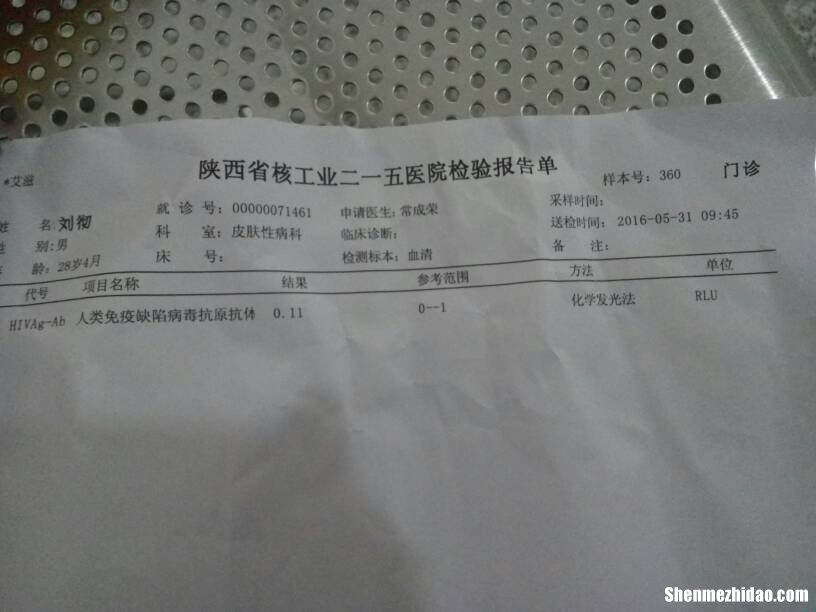 陕西省核工业二一五医院检验报告单
*艾滋 样本号: 360 门诊
姓 名:刘彻 就 诊 号: 00000071461 申请医生: 常成荣 采样时间:
性 别:男 科 室: 皮肤性病科 临床诊断: 送检时间: 2016-05-31 09:45
年 龄: 28岁4月 床 号: 检测标本: 血清 备 注:
代号 项目名称 结果 参考范围 方法 单位
HIVAg-Ab 人类免疫缺陷病毒抗原抗体 0.11 0--1 化学发光法 RLU
Shenmezhidao.com